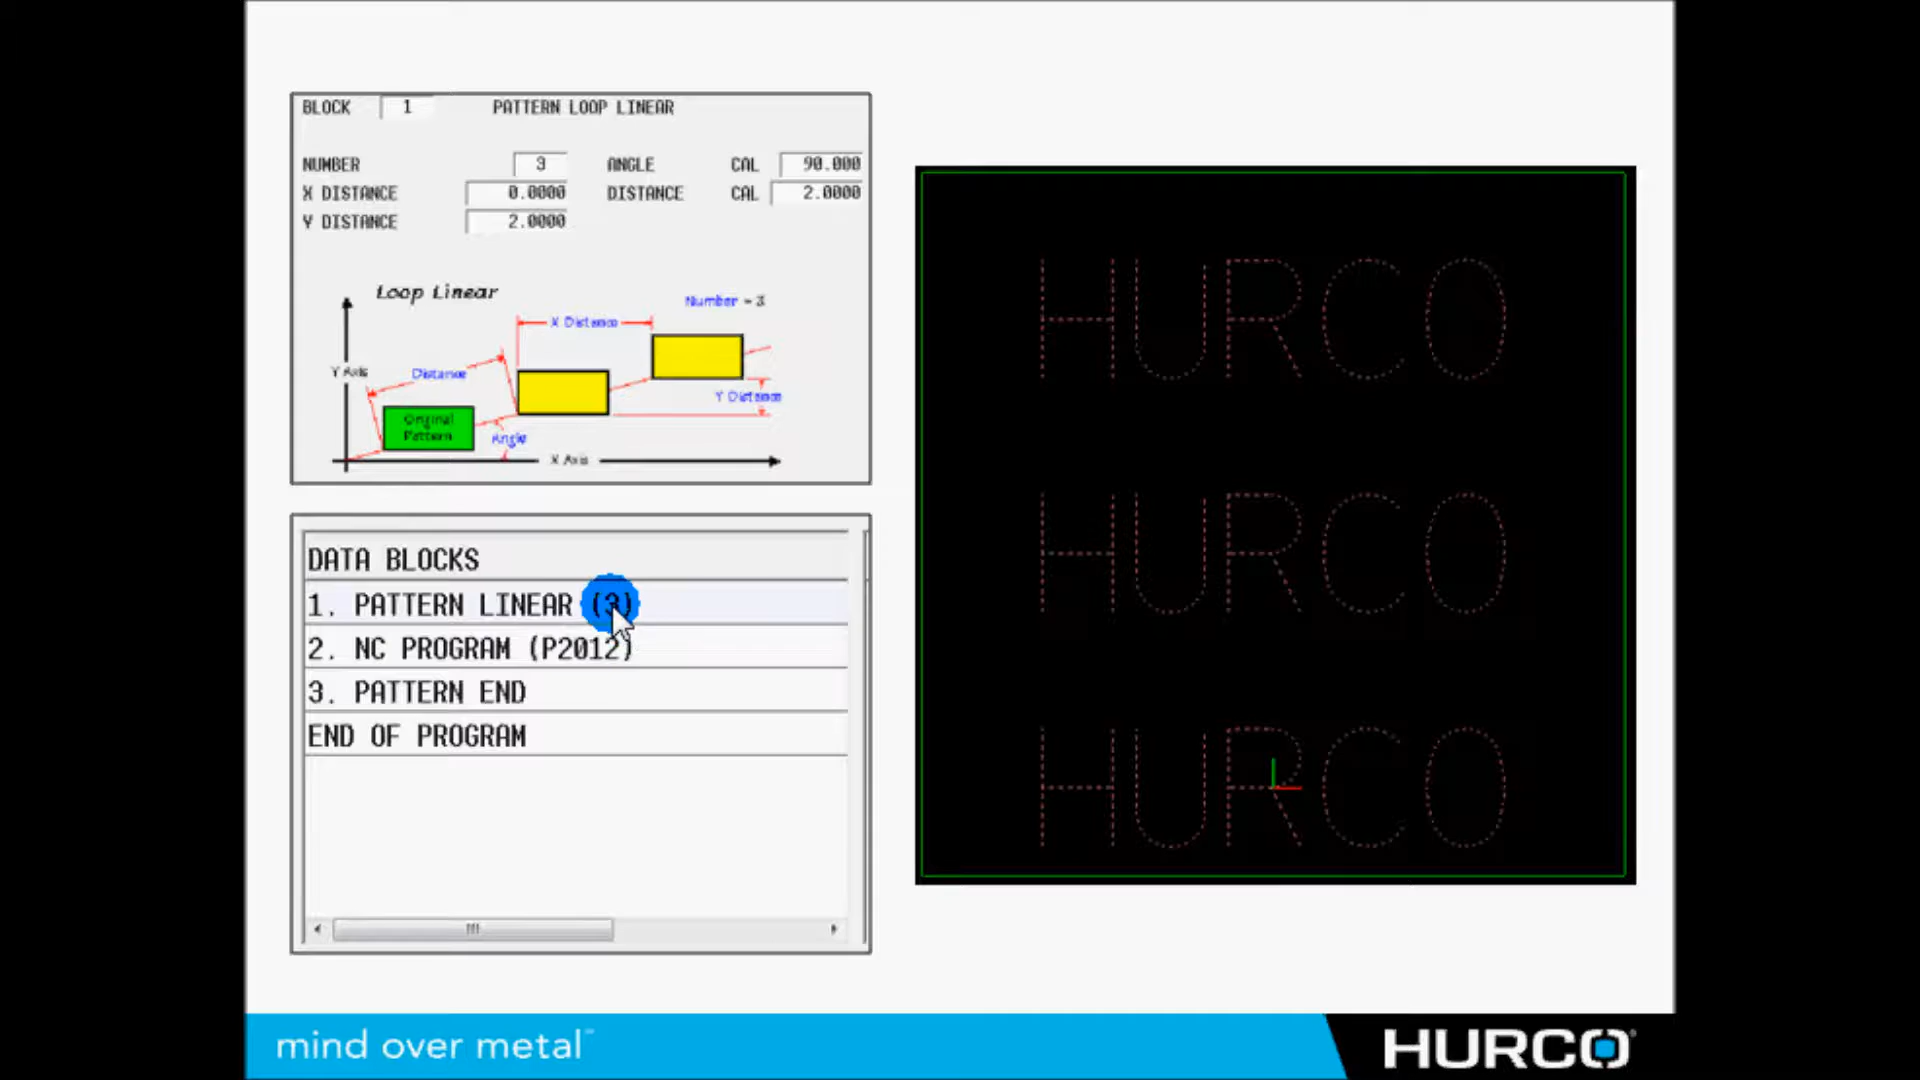 BLOCK 1 PATTERN LOOP LINEAR
NUMBER 3 ANGLE CAL 90.000
X DISTANCE 0.0000 DISTANCE CAL 2.0000
Y DISTANCE 2.0000
Loop Linear
Number = 3
X Distance
Y Axis
Distance
Y Distance
Original
Pattern
Angle
X Axis
DATA BLOCKS
1. PATTERN LINEAR (3)
2. NC PROGRAM (P2012)
3. PATTERN END
END OF PROGRAM
HURCO
HURCO
HURCO
mind over metal™
HURCO®